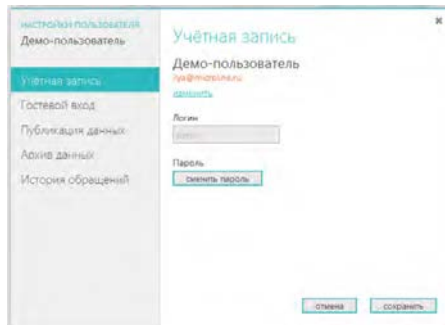 НАСТРОЙКИ ПОЛЬЗОВАТЕЛЯ
Демо-пользователь
Учётная запись
Гостевой вход
Публикация данных
Архив данных
История обращений
Учётная запись
Демо-пользователь
изменить
Логин
Пароль
сменить пароль
отмена
сохранить